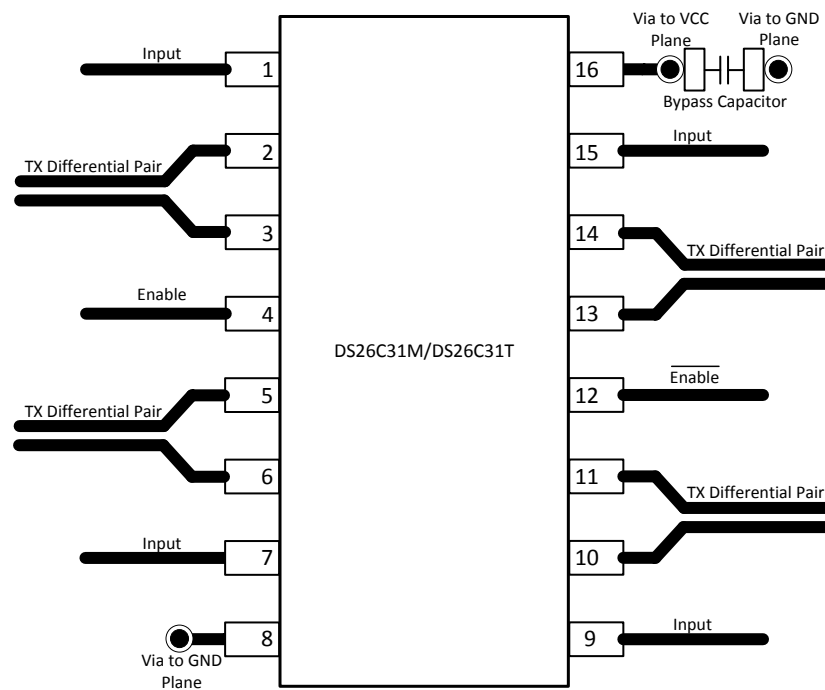 Via to VCC
Plane
Via to GND
Plane
Input
1
16
Bypass Capacitor
2
15
Input
TX Differential Pair
3
14
TX Differential Pair
Enable
4
13
DS26C31M/DS26C31T
5
12
Enable
TX Differential Pair
6
11
TX Differential Pair
Input
7
10
8
9
Input
Via to GND
Plane